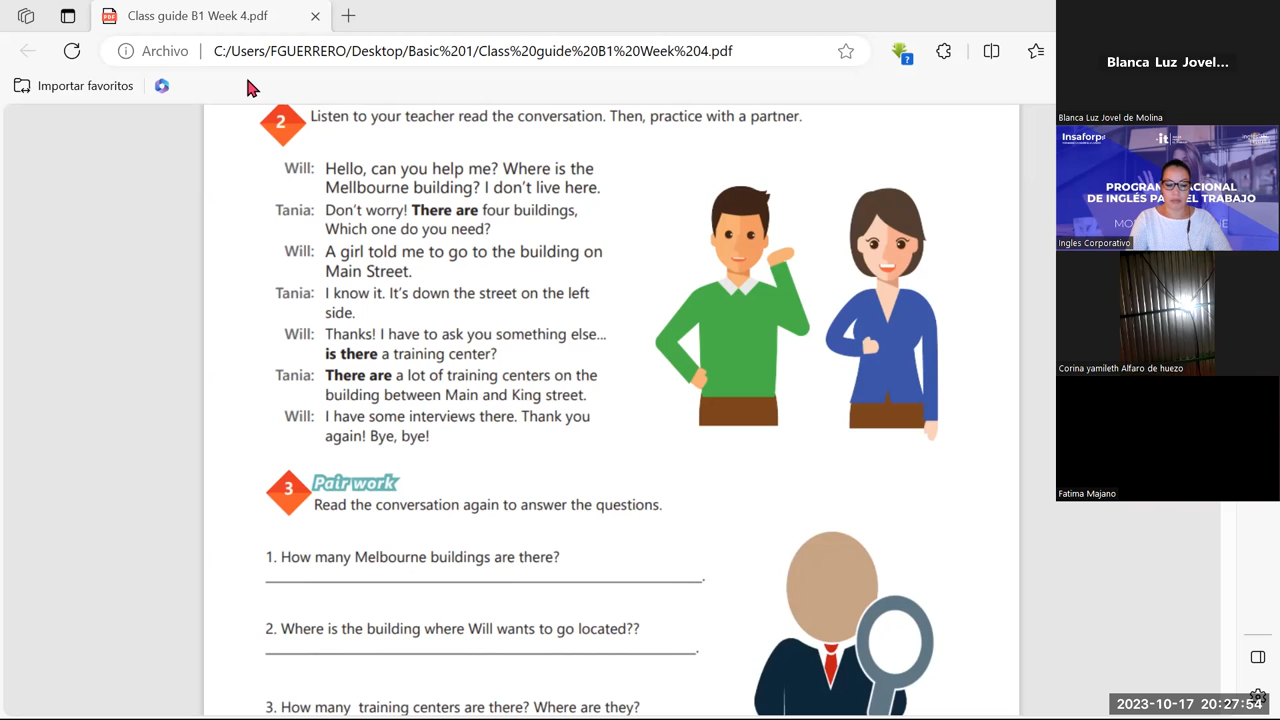 Class guide B1 Week 4.pdf
Archivo
C:/Users/FGUERRERO/Desktop/Basic%201/Class%20guide%20B1%20Week%204.pdf
Importar favoritos
2
Listen to your teacher read the conversation. Then, practice with a partner.
Will: Hello, can you help me? Where is the
Mellbourne building? I don't live here.
Tania: Don't worry! There are four buildings,
Which one do you need?
Will: A girl told me to go to the building on
Main Street.
Tania: I know it. It's down the street on the left
side.
Will: Thanks! I have to ask you something else...
is there a training center?
Tania: There are a lot of training centers on the
building between Main and King street.
Will: I have some interviews there. Thank you
again! Bye, bye!
3
Pair work
Read the conversation again to answer the questions.
1. How many Melbourne buildings are there?
2. Where is the building where Will wants to go located??
3. How many training centers are there? Where are they?
Blanca Luz Jovel...
Blanca Luz Jovel de Molina
Insaforp
it
Ingles Corporativo
Corina yamileth Alfaro de huezo
Fatima Majano
2023-10-17 20:27:54